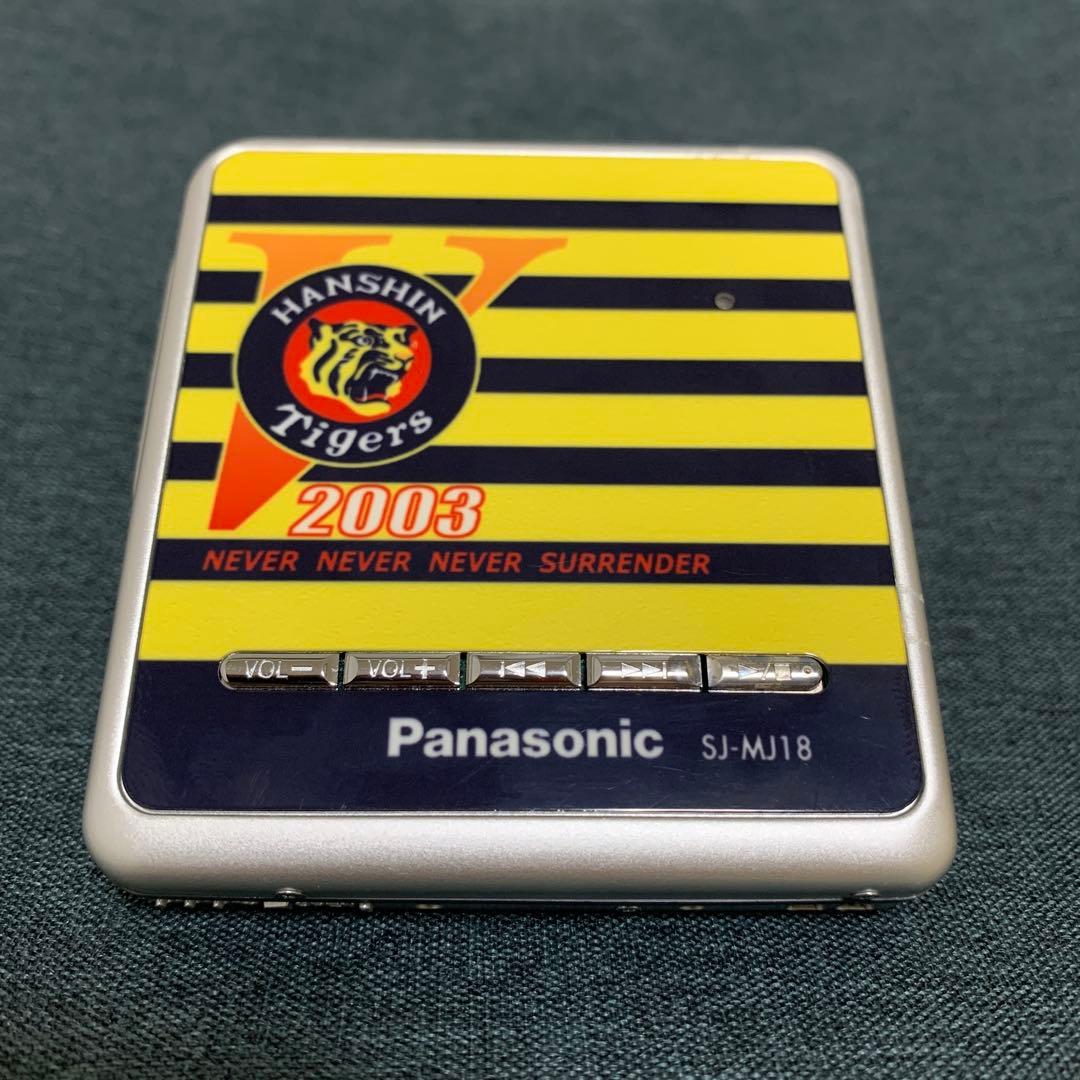 V
HANSHIN
Tigers
2003
NEVER NEVER NEVER SURRENDER
VOL− VOL+
Panasonic SJ-MJ18